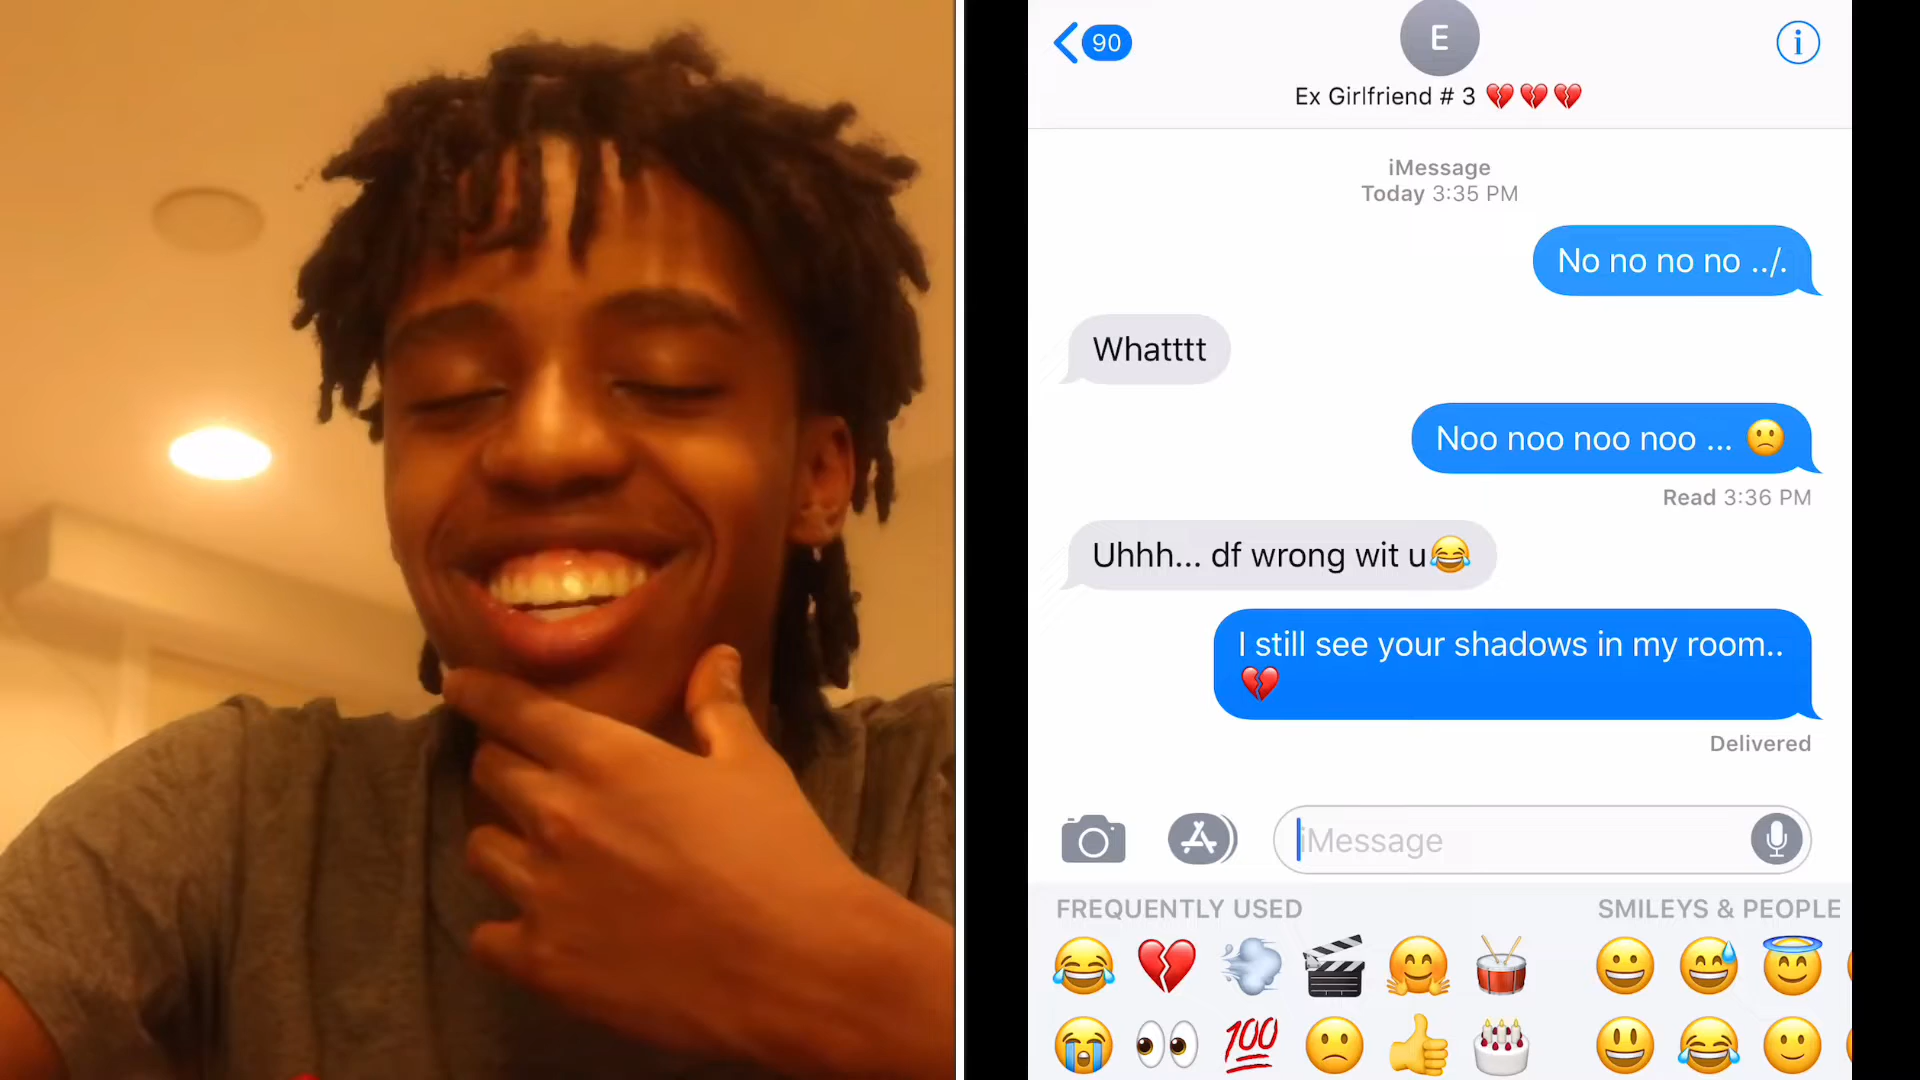 90
E
Ex Girlfriend # 3 💔💔💔
iMessage
Today 3:35 PM
No no no no ../.
Whatttt
Noo noo noo noo ... 🙁
Read 3:36 PM
Uhhh... df wrong wit u😂
I still see your shadows in my room..
💔
Delivered
iMessage
FREQUENTLY USED
SMILEYS & PEOPLE
100